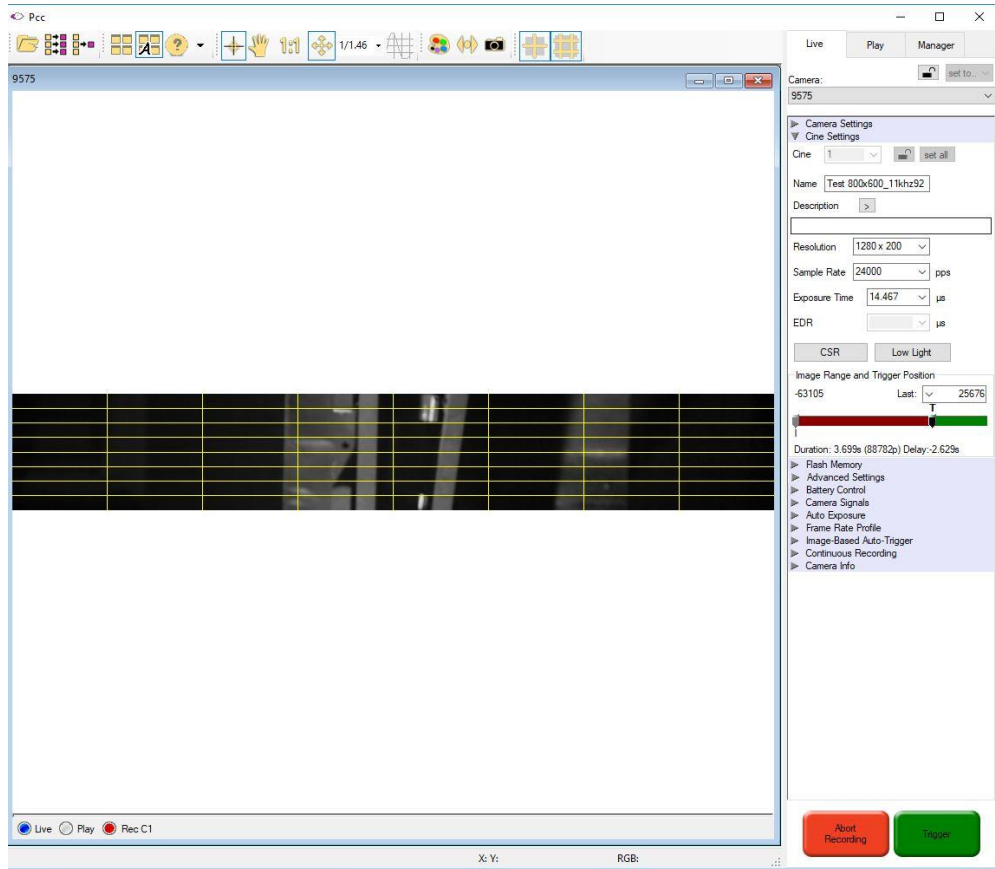 Pcc
1:1 1/1.46
A ?
Live Play Manager
9575
Camera:
set to..
9575
Camera Settings
Cine Settings
Cine 1 set all
Name Test 800x600_11khz92
Description >
Resolution 1280 x 200
Sample Rate 24000 pps
Exposure Time 14.467 µs
EDR µs
CSR Low Light
Image Range and Trigger Position
-63105 Last: 25676
T
Duration: 3.699s (88782p) Delay:-2.629s
Flash Memory
Advanced Settings
Battery Control
Camera Signals
Auto Exposure
Frame Rate Profile
Image-Based Auto-Trigger
Continuous Recording
Camera Info
Live Play Rec C1
Abort
Recording
Trigger
X: Y: RGB: